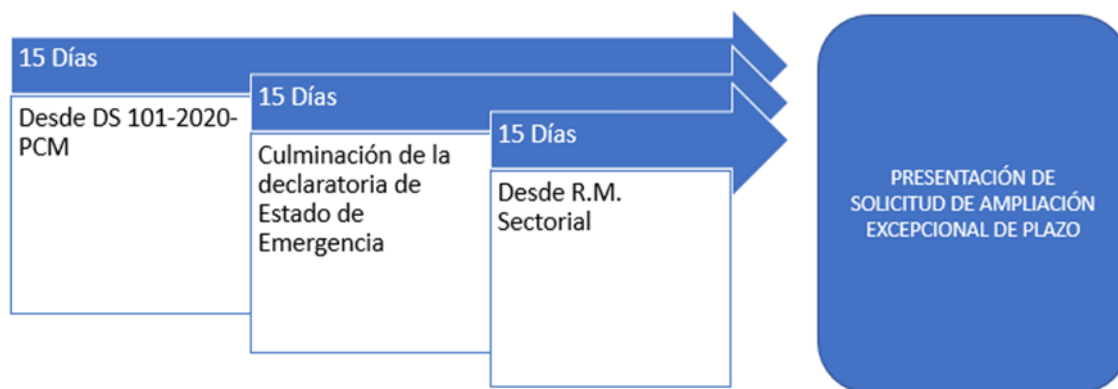 15 Días
Desde DS 101-2020-
PCM
15 Días
Culminación de la
declaratoria de
Estado de
Emergencia
15 Días
Desde R.M.
Sectorial
PRESENTACIÓN DE
SOLICITUD DE AMPLIACIÓN
EXCEPCIONAL DE PLAZO